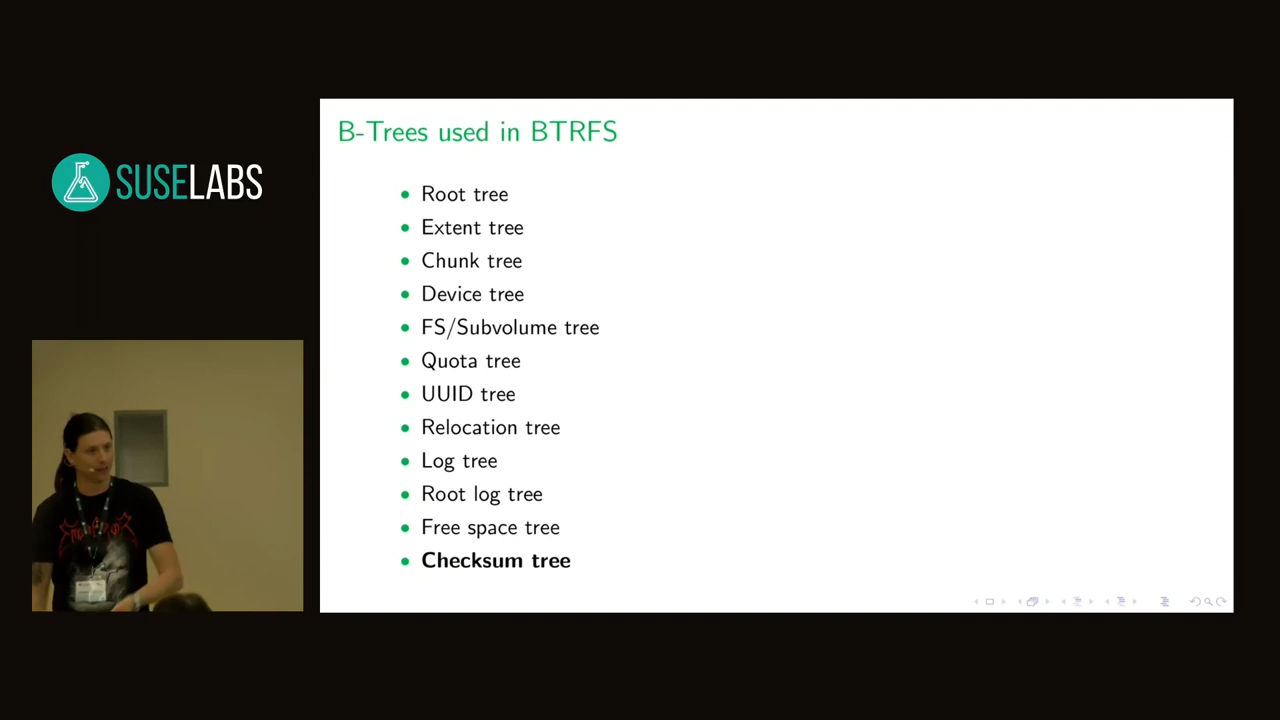 SUSELABS
B-Trees used in BTRFS
Root tree
Extent tree
Chunk tree
Device tree
FS/Subvolume tree
Quota tree
UUID tree
Relocation tree
Log tree
Root log tree
Free space tree
Checksum tree